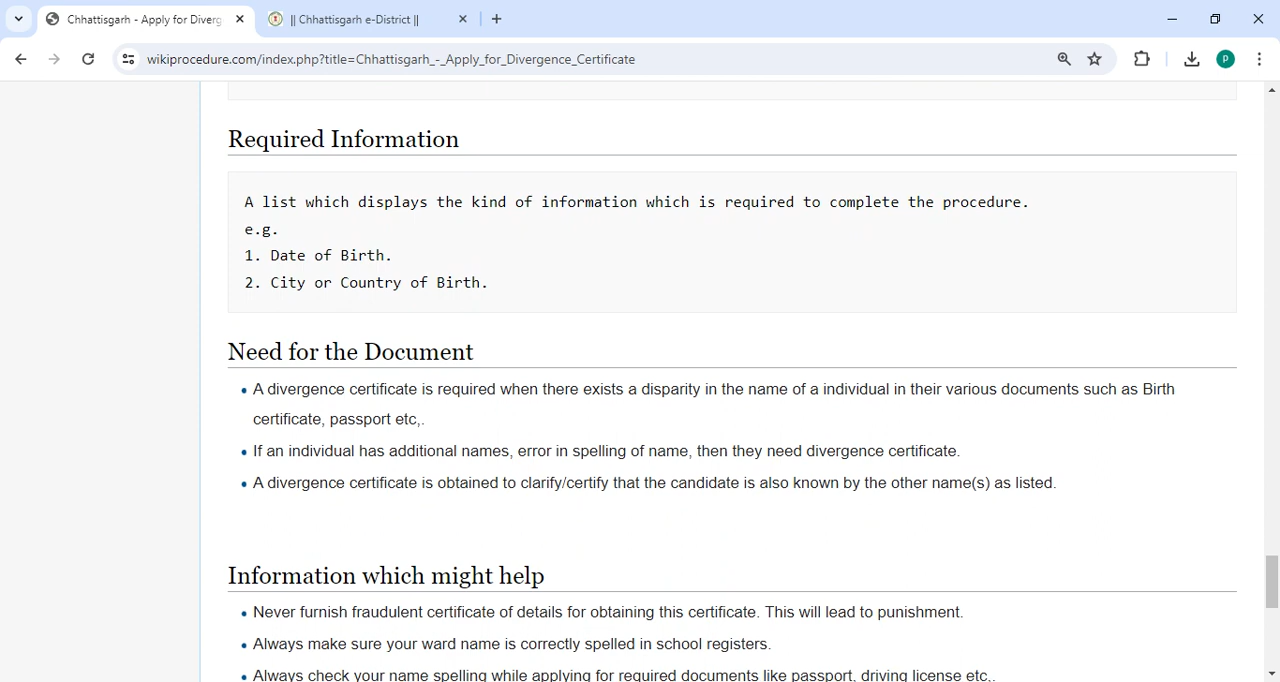 Chhattisgarh - Apply for Diverg
|| Chhattisgarh e-District ||
wikiprocedure.com/index.php?title=Chhattisgarh_-_Apply_for_Divergence_Certificate
P
Required Information
A list which displays the kind of information which is required to complete the procedure.
e.g.
1. Date of Birth.
2. City or Country of Birth.
Need for the Document
A divergence certificate is required when there exists a disparity in the name of a individual in their various documents such as Birth
certificate, passport etc,.
If an individual has additional names, error in spelling of name, then they need divergence certificate.
A divergence certificate is obtained to clarify/certify that the candidate is also known by the other name(s) as listed.
Information which might help
Never furnish fraudulent certificate of details for obtaining this certificate. This will lead to punishment.
Always make sure your ward name is correctly spelled in school registers.
Always check your name spelling while applying for required documents like passport, driving license etc,.